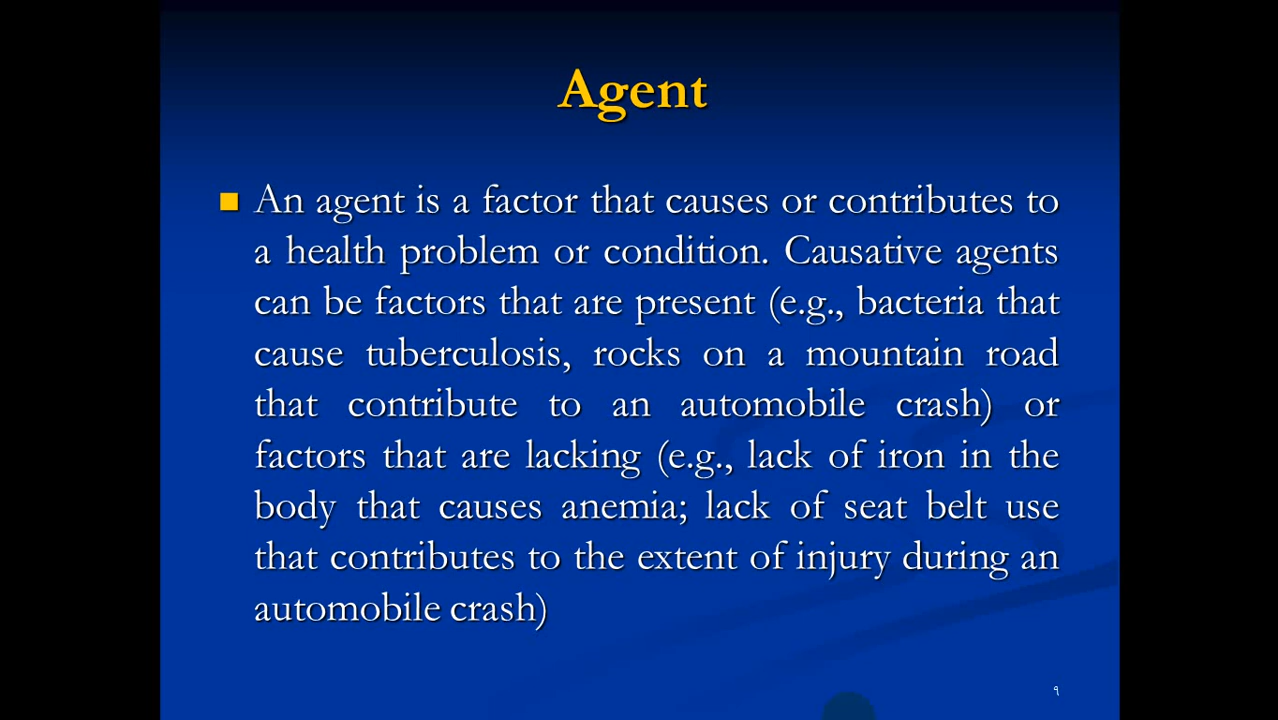 Agent
An agent is a factor that causes or contributes to
a health problem or condition. Causative agents
can be factors that are present (e.g., bacteria that
cause tuberculosis, rocks on a mountain road
that contribute to an automobile crash) or
factors that are lacking (e.g., lack of iron in the
body that causes anemia; lack of seat belt use
that contributes to the extent of injury during an
automobile crash)
٩